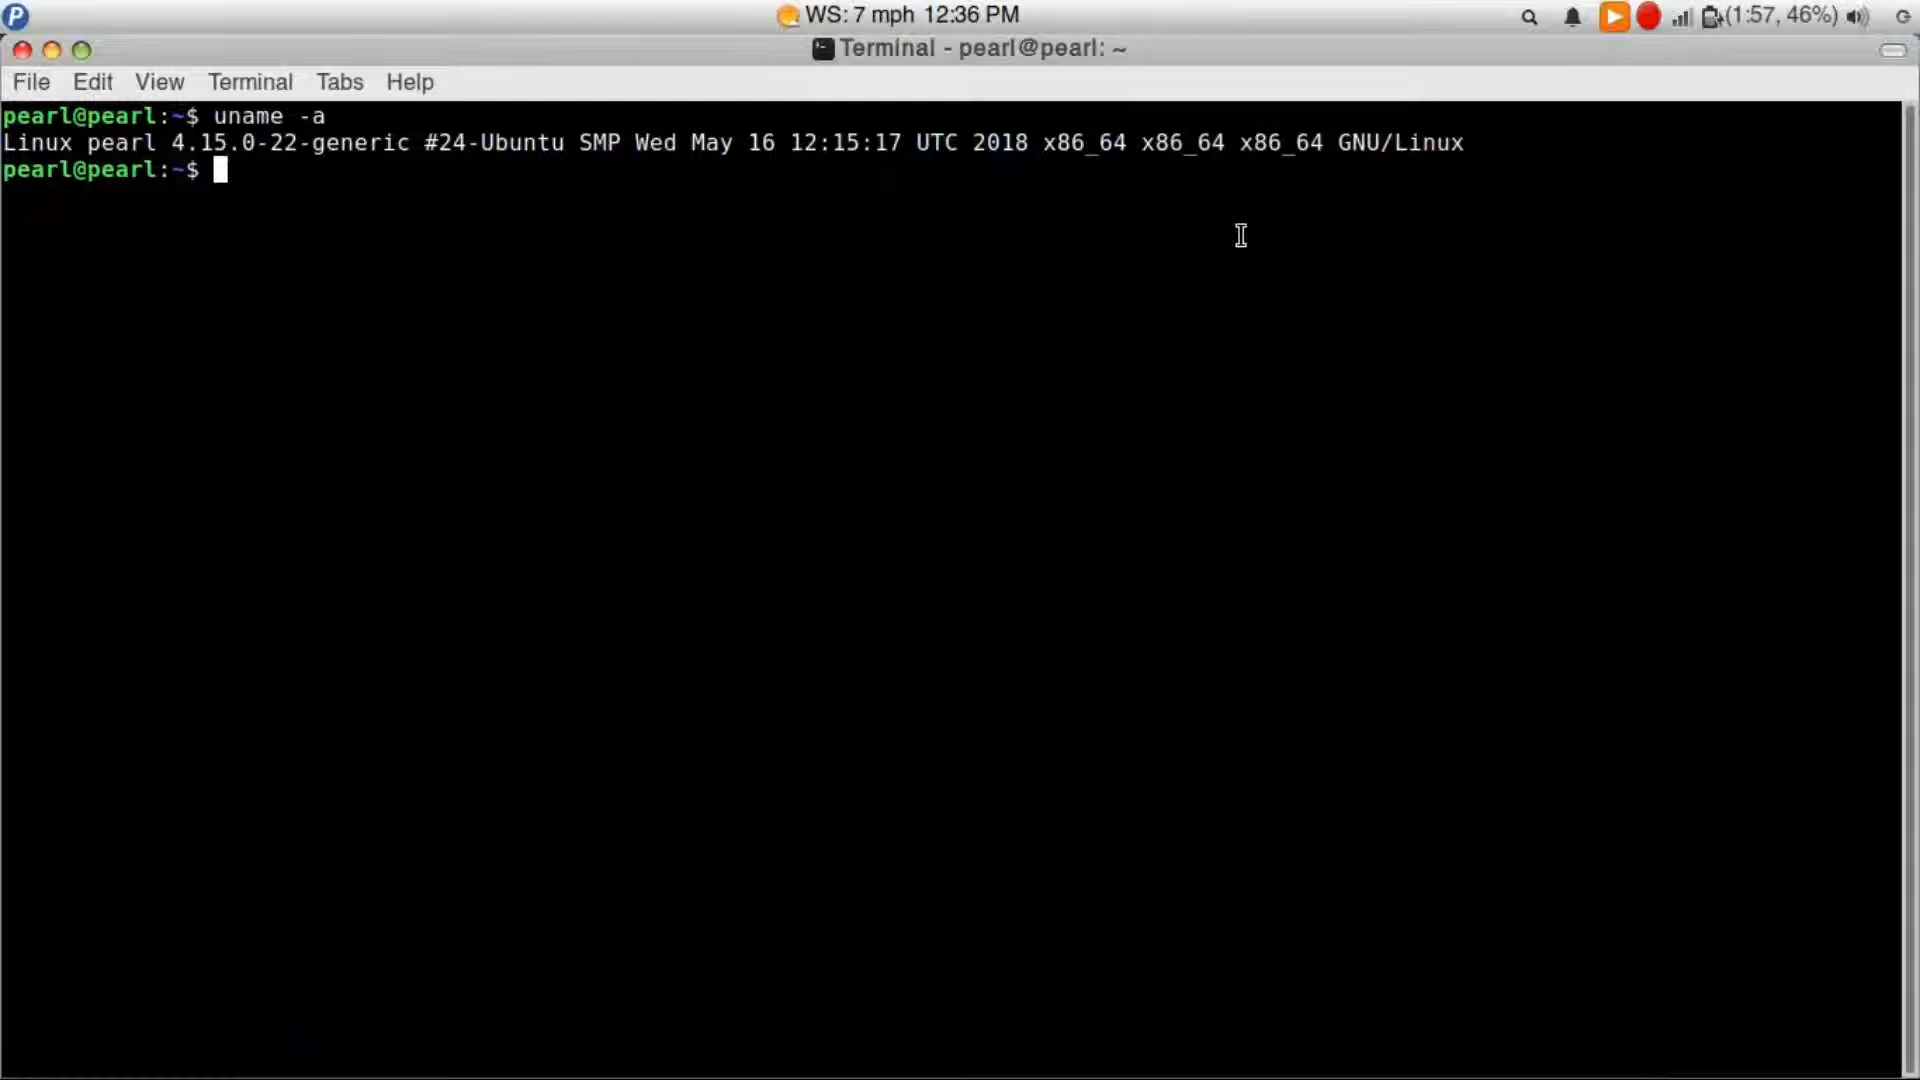 P WS: 7 mph 12:36 PM (1:57, 46%)
Terminal - pearl@pearl: ~
File Edit View Terminal Tabs Help
pearl@pearl:~$ uname -a
Linux pearl 4.15.0-22-generic #24-Ubuntu SMP Wed May 16 12:15:17 UTC 2018 x86_64 x86_64 x86_64 GNU/Linux
pearl@pearl:~$